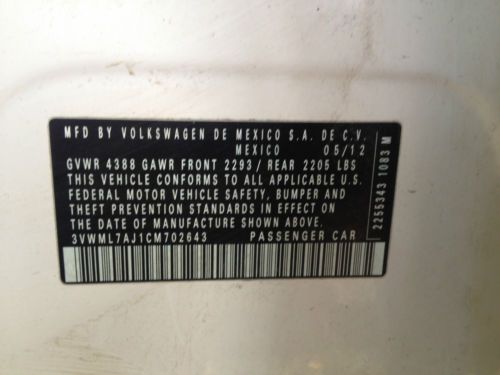 MFD BY VOLKSWAGEN DE MEXICO S.A. DE C.V.
MEXICO 05/12
GVWR 4388 GAWR FRONT 2293/ REAR 2205 LBS
THIS VEHICLE CONFORMS TO ALL APPLICABLE U.S.
FEDERAL MOTOR VEHICLE SAFETY, BUMPER AND
THEFT PREVENTION STANDARDS IN EFFECT ON
THE DATE OF MANUFACTURE SHOWN ABOVE.
3VWML7AJ1CM702643 PASSENGER CAR
2255343 1083 M